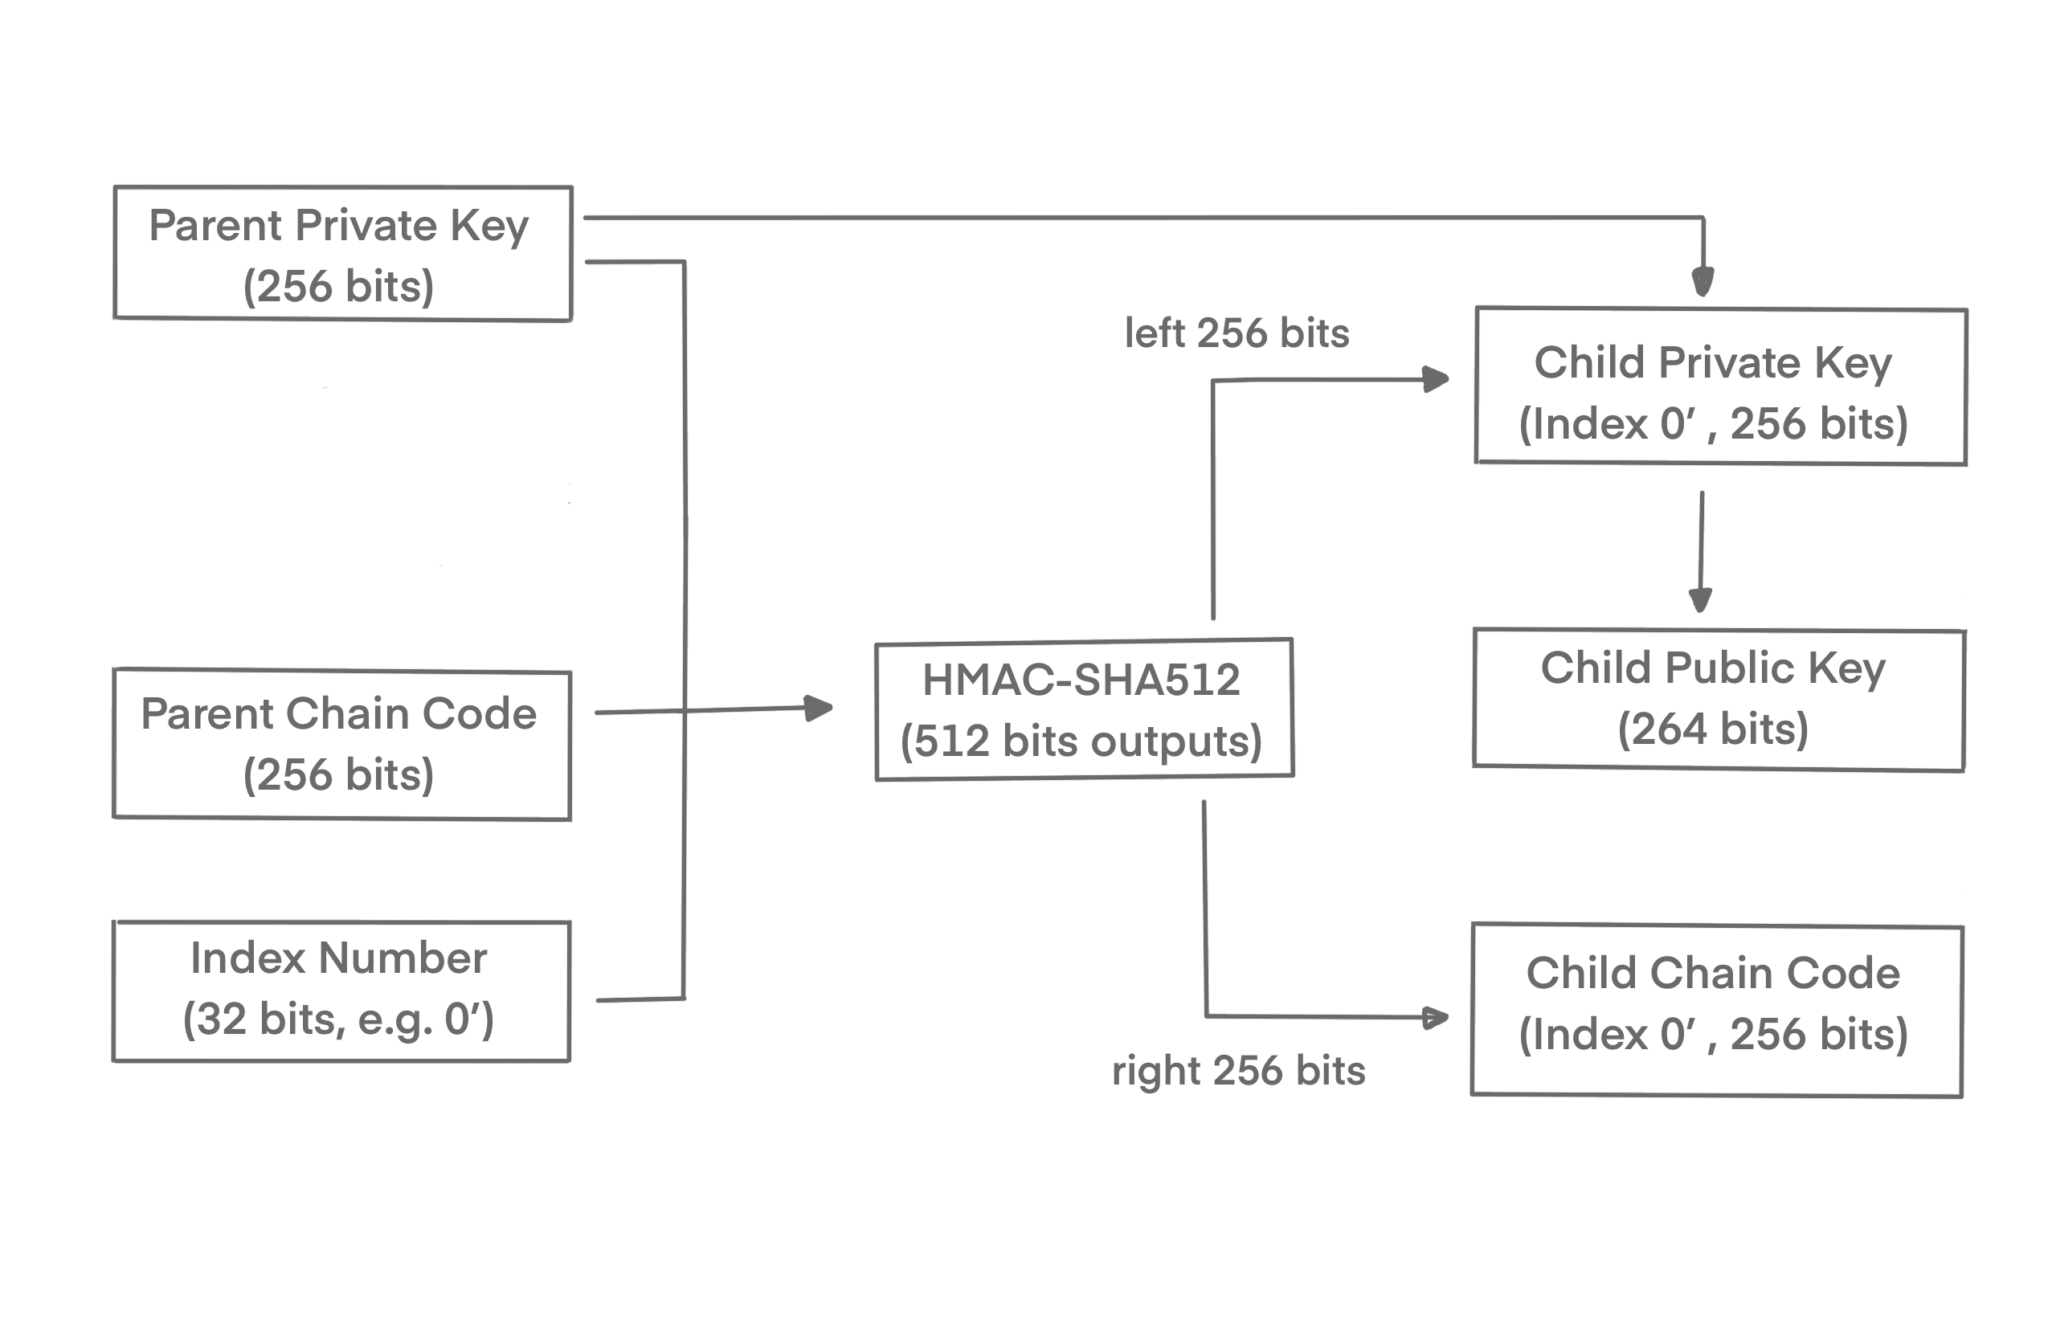 Parent Private Key
(256 bits)
left 256 bits
Child Private Key
(Index 0′ , 256 bits)
Parent Chain Code
(256 bits)
HMAC-SHA512
(512 bits outputs)
Child Public Key
(264 bits)
Index Number
(32 bits, e.g. 0′)
right 256 bits
Child Chain Code
(Index 0′ , 256 bits)